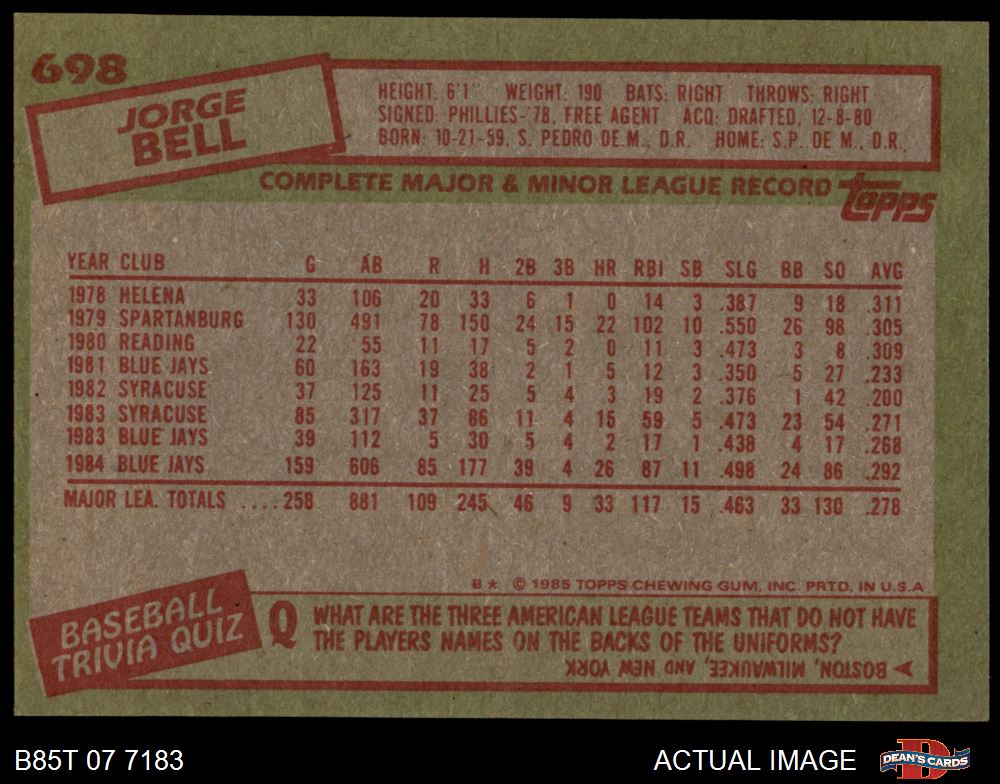 698
JORGE
BELL
HEIGHT: 6'1" WEIGHT: 190 BATS: RIGHT THROWS: RIGHT
SIGNED: PHILLIES-'78, FREE AGENT ACQ: DRAFTED, 12-8-80
BORN: 10-21-59, S. PEDRO DE M., D.R. HOME: S.P. DE M., D.R.
COMPLETE MAJOR & MINOR LEAGUE RECORD
TOPPS
YEAR CLUB G AB R H 2B 3B HR RBI SB SLG BB SO AVG
1978 HELENA 33 106 20 33 6 1 0 14 3 .387 9 18 .311
1979 SPARTANBURG 130 491 78 150 24 15 22 102 10 .550 26 98 .305
1980 READING 22 55 11 17 5 2 0 11 3 .473 3 8 .309
1981 BLUE JAYS 60 163 19 38 2 1 5 12 3 .350 5 27 .233
1982 SYRACUSE 37 125 11 25 5 4 3 19 2 .376 1 42 .200
1983 SYRACUSE 85 317 37 86 11 4 15 59 5 .473 23 54 .271
1983 BLUE JAYS 39 112 5 30 5 4 2 17 1 .438 4 17 .268
1984 BLUE JAYS 159 606 85 177 39 4 26 87 11 .498 24 86 .292
MAJOR LEA. TOTALS .... 258 881 109 245 46 9 33 117 15 .463 33 130 .278
B★ © 1985 TOPPS CHEWING GUM, INC. PRTD. IN U.S.A
BASEBALL
TRIVIA QUIZ
Q WHAT ARE THE THREE AMERICAN LEAGUE TEAMS THAT DO NOT HAVE
THE PLAYERS NAMES ON THE BACKS OF THE UNIFORMS?
BOSTON, MILWAUKEE, AND NEW YORK
B85T 07 7183
ACTUAL IMAGE
DEAN'S CARDS